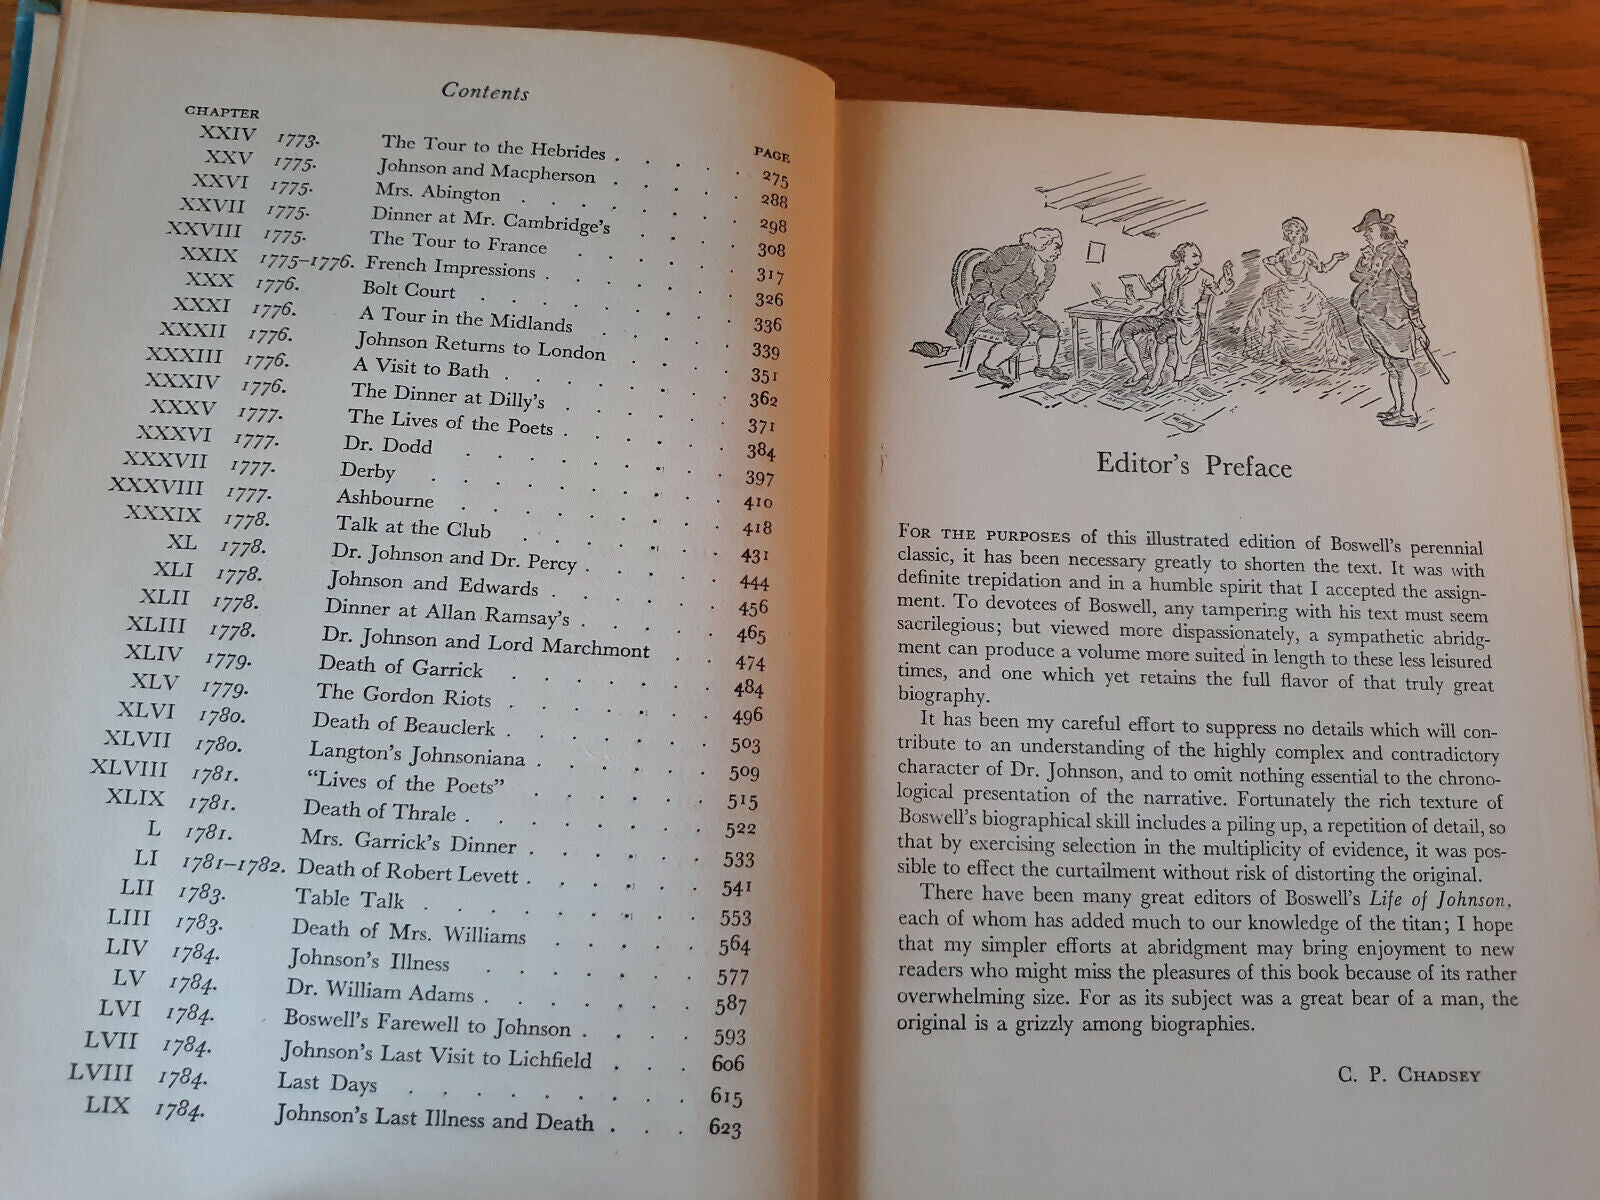 Contents
CHAPTER PAGE
XXIV 1773. The Tour to the Hebrides . . . . . 275
XXV 1775. Johnson and Macpherson . . . . . 288
XXVI 1775. Mrs. Abington . . . . . . . 298
XXVII 1775. Dinner at Mr. Cambridge's . . . . 308
XXVIII 1775. The Tour to France . . . . . 317
XXIX 1775–1776. French Impressions . . . . . . 326
XXX 1776. Bolt Court . . . . . . . . 336
XXXI 1776. A Tour in the Midlands . . . . 339
XXXII 1776. Johnson Returns to London . . . . 351
XXXIII 1776. A Visit to Bath . . . . . . . 362
XXXIV 1776. The Dinner at Dilly's . . . . . 371
XXXV 1777. The Lives of the Poets . . . . . 384
XXXVI 1777. Dr. Dodd . . . . . . . 397
XXXVII 1777. Derby . . . . . . . . 410
XXXVIII 1777. Ashbourne . . . . . . . 418
XXXIX 1778. Talk at the Club . . . . . . 431
XL 1778. Dr. Johnson and Dr. Percy . . . . 444
XLI 1778. Johnson and Edwards . . . . . 456
XLII 1778. Dinner at Allan Ramsay's . . . . 465
XLIII 1778. Dr. Johnson and Lord Marchmont . . 474
XLIV 1779. Death of Garrick . . . . . . 484
XLV 1779. The Gordon Riots . . . . . . 496
XLVI 1780. Death of Beauclerk . . . . . . 503
XLVII 1780. Langton's Johnsoniana . . . . . 509
XLVIII 1781. “Lives of the Poets” . . . . . 515
XLIX 1781. Death of Thrale . . . . . . . 522
L 1781. Mrs. Garrick's Dinner . . . . . 533
LI 1781–1782. Death of Robert Levett . . . . . 541
LII 1783. Table Talk . . . . . . . . 553
LIII 1783. Death of Mrs. Williams . . . . 564
LIV 1784. Johnson's Illness . . . . . . 577
LV 1784. Dr. William Adams . . . . . . 587
LVI 1784. Boswell's Farewell to Johnson . . . . 593
LVII 1784. Johnson's Last Visit to Lichfield . . . 606
LVIII 1784. Last Days . . . . . . . . 615
LIX 1784. Johnson's Last Illness and Death . . . 623
Editor's Preface
FOR THE PURPOSES of this illustrated edition of Boswell's perennial
classic, it has been necessary greatly to shorten the text. It was with
definite trepidation and in a humble spirit that I accepted the assign-
ment. To devotees of Boswell, any tampering with his text must seem
sacrilegious; but viewed more dispassionately, a sympathetic abridg-
ment can produce a volume more suited in length to these less leisured
times, and one which yet retains the full flavor of that truly great
biography.
It has been my careful effort to suppress no details which will con-
tribute to an understanding of the highly complex and contradictory
character of Dr. Johnson, and to omit nothing essential to the chrono-
logical presentation of the narrative. Fortunately the rich texture of
Boswell's biographical skill includes a piling up, a repetition of detail, so
that by exercising selection in the multiplicity of evidence, it was pos-
sible to effect the curtailment without risk of distorting the original.
There have been many great editors of Boswell's Life of Johnson,
each of whom has added much to our knowledge of the titan; I hope
that my simpler efforts at abridgment may bring enjoyment to new
readers who might miss the pleasures of this book because of its rather
overwhelming size. For as its subject was a great bear of a man, the
original is a grizzly among biographies.
C. P. CHADSEY